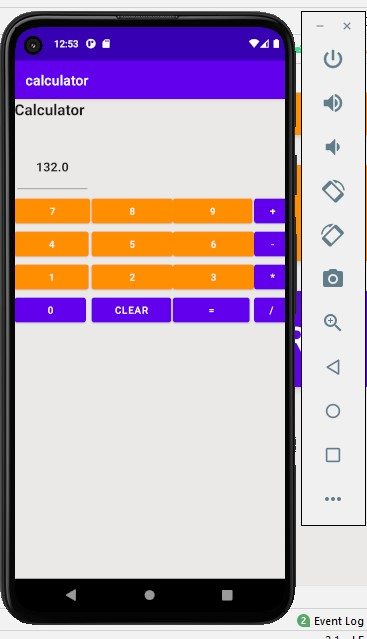 12:53
calculator
Calculator
132.0
7 8 9 +
4 5 6 -
1 2 3 *
0 CLEAR = /
2 Event Log